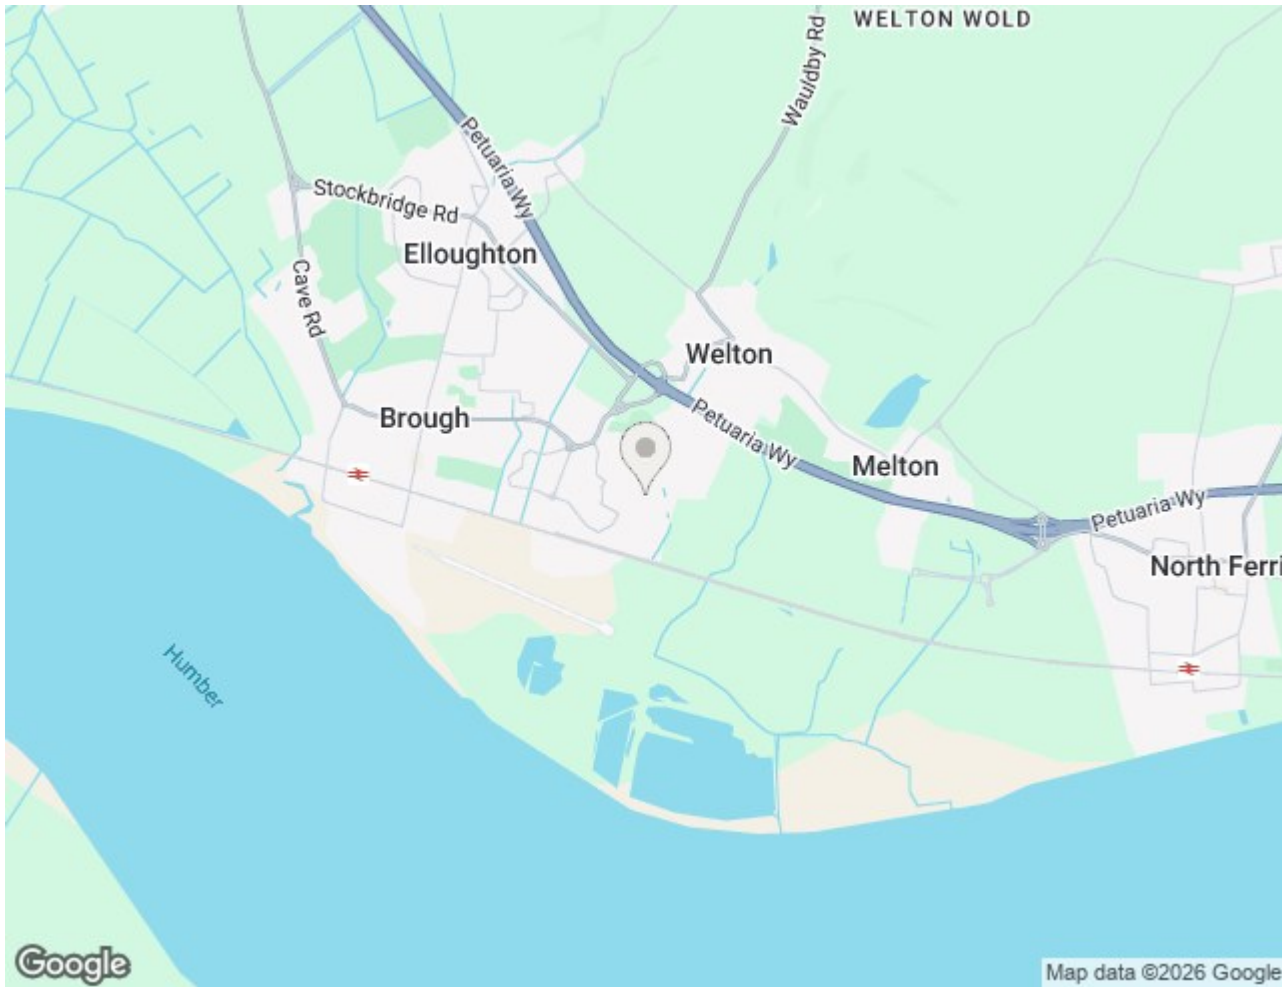 WELTON WOLD
Wauldby Rd
Petuaria Wy
Stockbridge Rd
Elloughton
Cave Rd
Welton
Brough
Petuaria Wy
Melton
Petuaria Wy
North Ferri
Humber
Google
Map data ©2026 Google